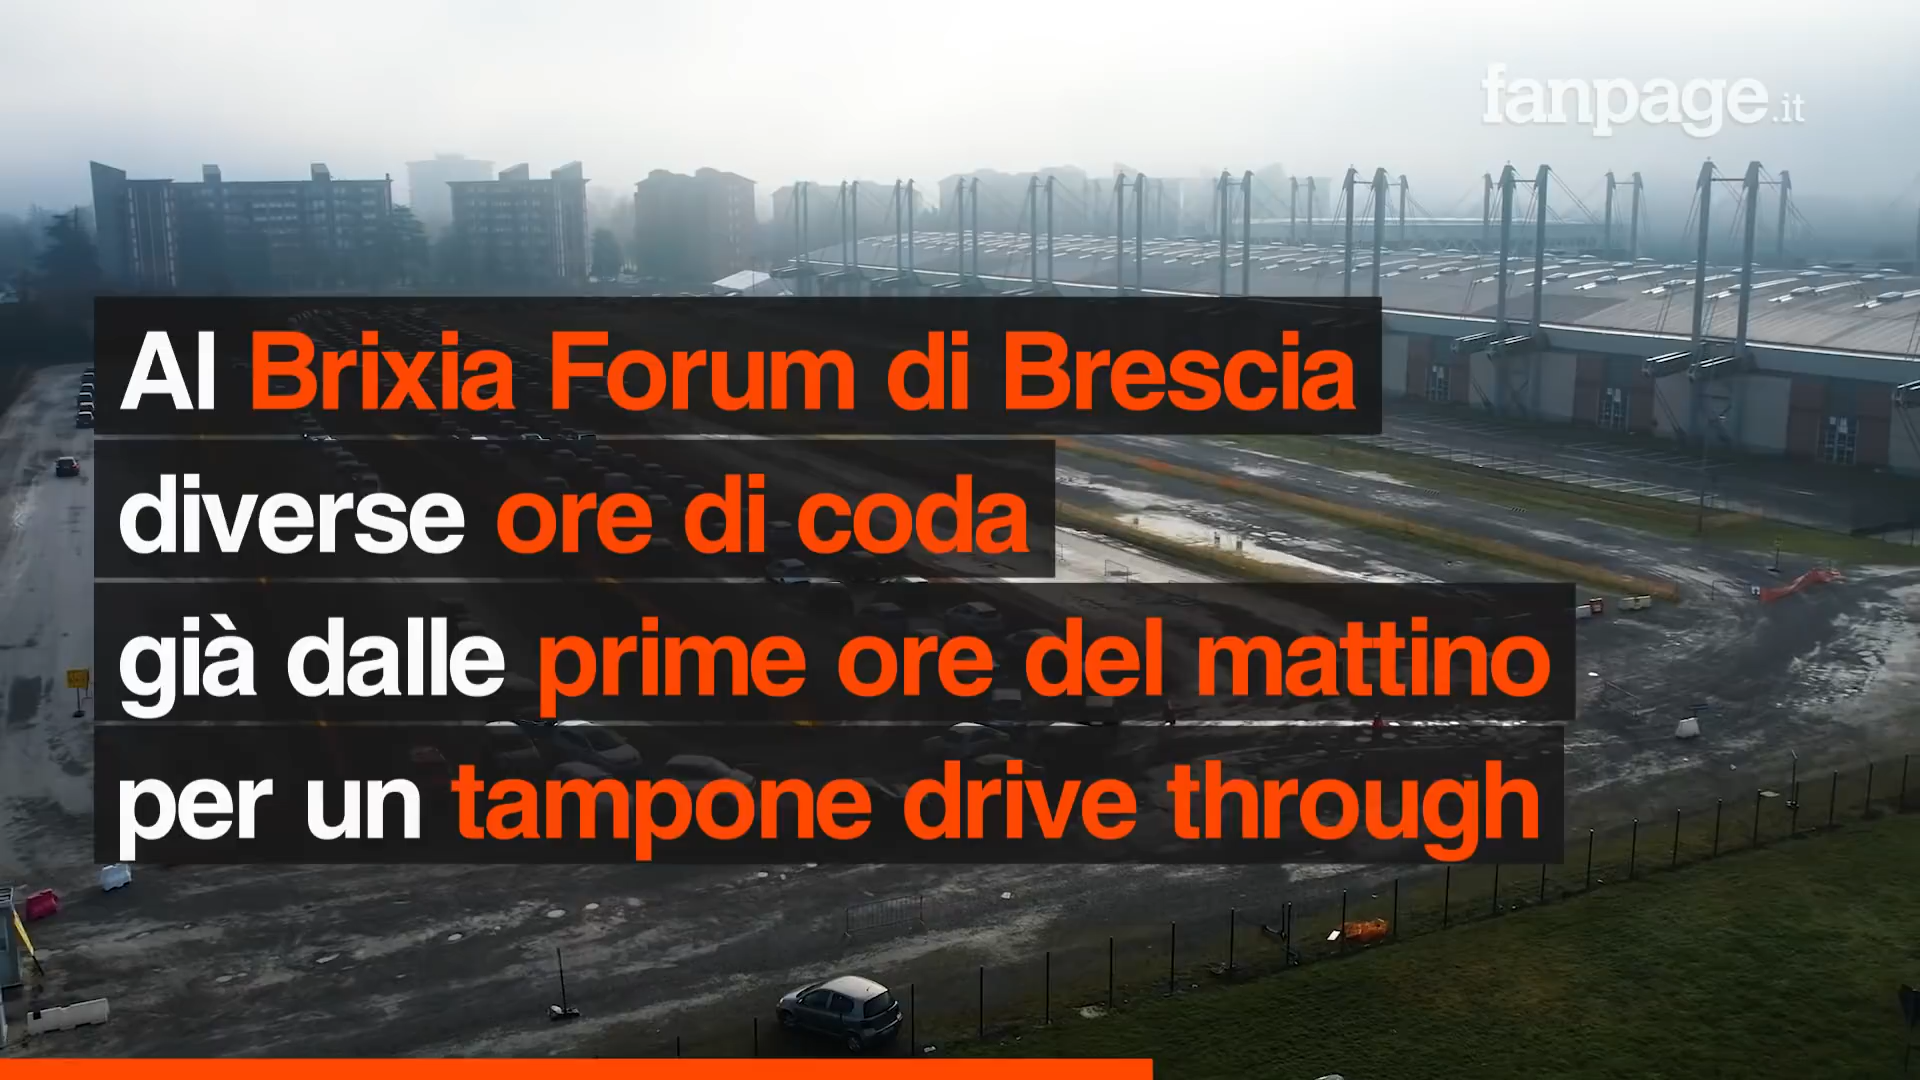 fanpage.it
Al Brixia Forum di Brescia
diverse ore di coda
già dalle prime ore del mattino
per un tampone drive through